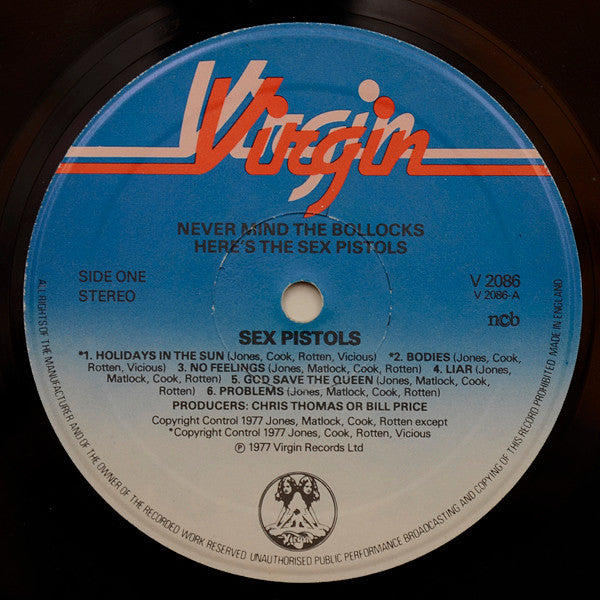 Virgin
NEVER MIND THE BOLLOCKS
HERE'S THE SEX PISTOLS
SIDE ONE
STEREO
V 2086
V 2086-A
ncb
SEX PISTOLS
*1. HOLIDAYS IN THE SUN (Jones, Cook, Rotten, Vicious) *2. BODIES (Jones, Cook,
Rotten, Vicious) 3. NO FEELINGS (Jones, Matlock, Cook, Rotten) 4. LIAR (Jones,
Matlock, Cook, Rotten) 5. GOD SAVE THE QUEEN (Jones, Matlock, Cook,
Rotten) 6. PROBLEMS (Jones, Matlock, Cook, Rotten)
PRODUCERS: CHRIS THOMAS OR BILL PRICE
Copyright Control 1977 Jones, Matlock, Cook, Rotten except
*Copyright Control 1977 Jones, Cook, Rotten, Vicious
℗ 1977 Virgin Records Ltd
Virgin
ALL RIGHTS OF THE MANUFACTURER AND OF THE OWNER OF THE RECORDED WORK RESERVED UNAUTHORISED PUBLIC PERFORMANCE BROADCASTING AND COPYING OF THIS RECORD PROHIBITED MADE IN ENGLAND